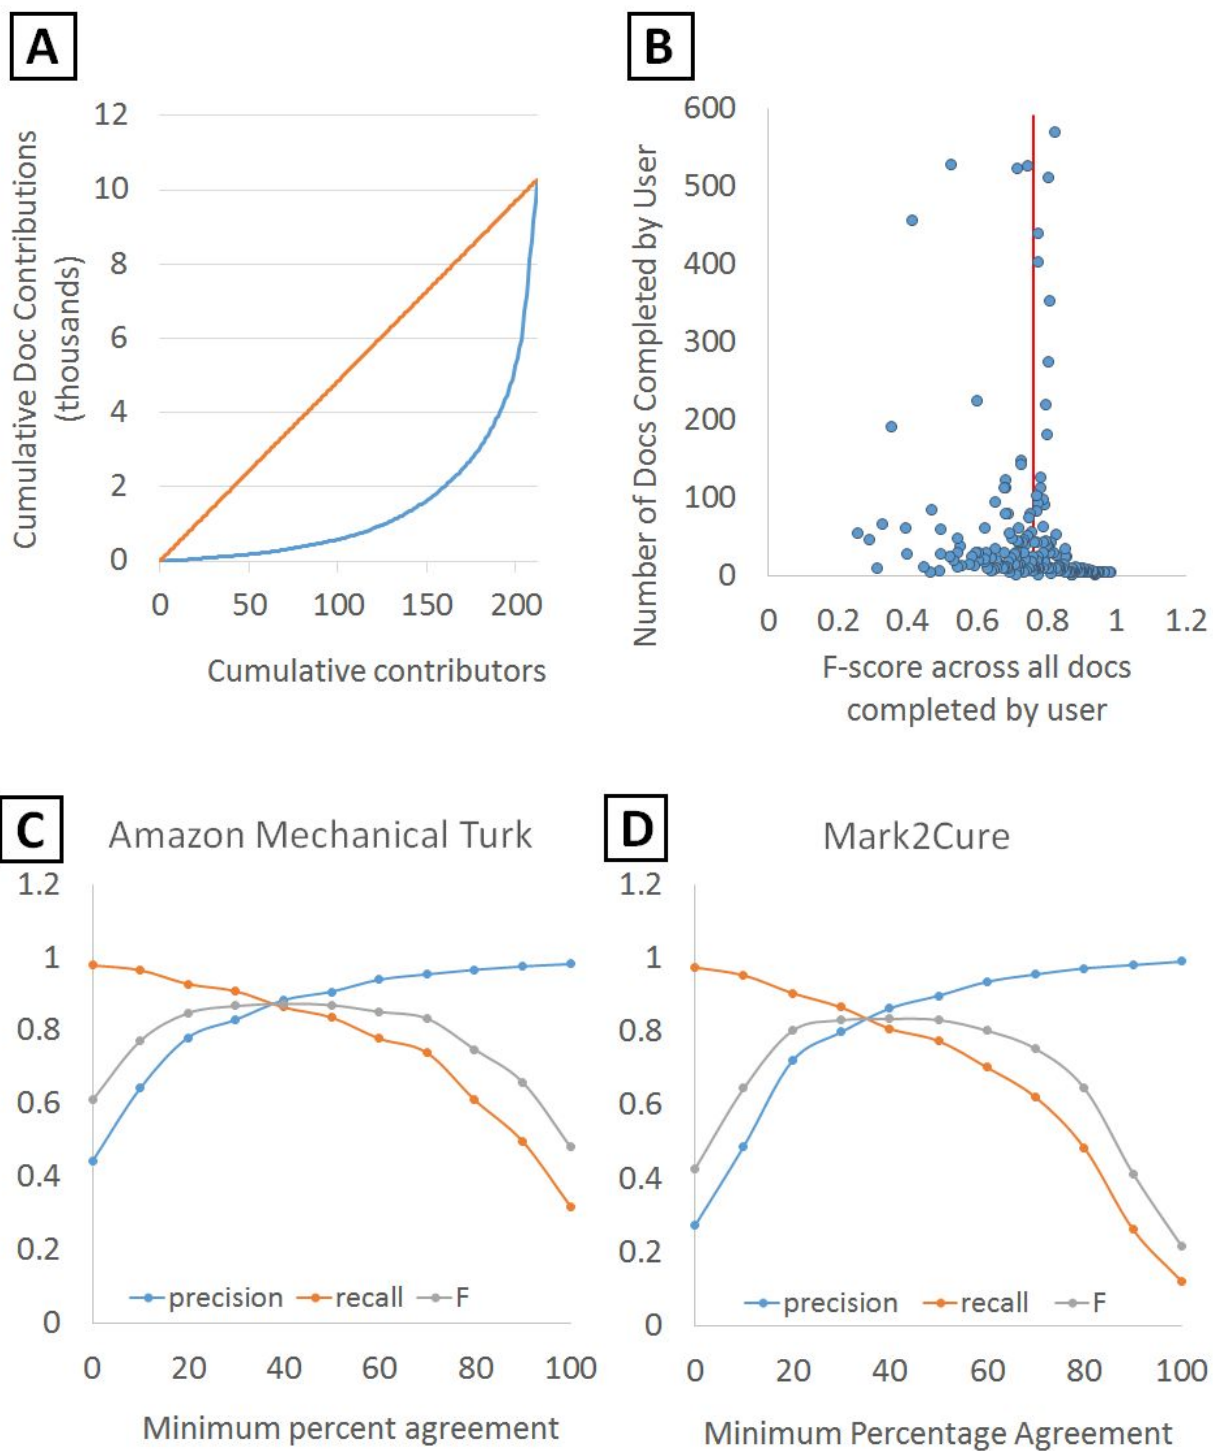 A
Cumulative Doc Contributions
(thousands)
12
10
8
6
4
2
0
0 50 100 150 200
Cumulative contributors
B
Number of Docs Completed by User
600
500
400
300
200
100
0
0 0.2 0.4 0.6 0.8 1 1.2
F-score across all docs
completed by user
C
Amazon Mechanical Turk
1.2
1
0.8
0.6
0.4
0.2
0
precision recall F
0 20 40 60 80 100
Minimum percent agreement
D
Mark2Cure
1.2
1
0.8
0.6
0.4
0.2
0
precision recall F
0 20 40 60 80 100
Minimum Percentage Agreement